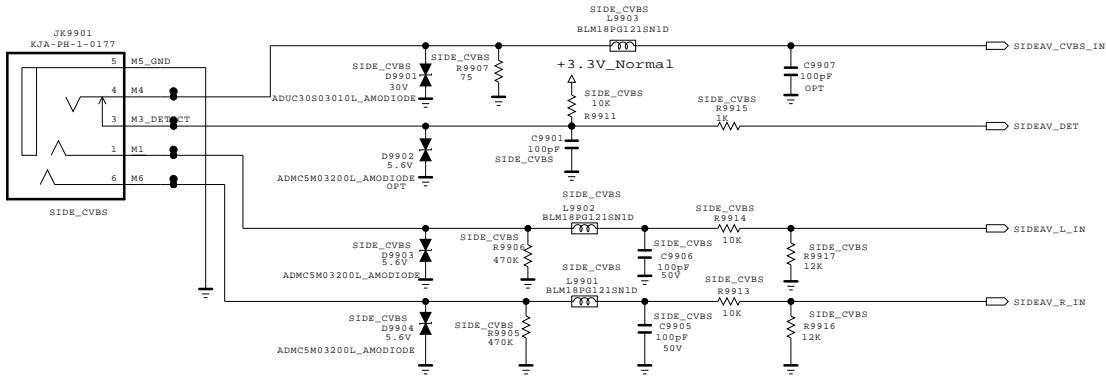 JK9901
KJA-PH-1-0177
5 M5_GND
4 M4
3 M3_DETECT
1 M1
6 M6
SIDE_CVBS
SIDE_CVBS
L9903
BLM18PG121SN1D
SIDEAV_CVBS_IN
SIDE_CVBS
D9901
30V
ADUC30S03010L_AMODIODE
SIDE_CVBS
R9907
75
+3.3V_Normal
SIDE_CVBS
10K
R9911
C9907
100pF
OPT
SIDE_CVBS
R9915
1K
SIDEAV_DET
D9902
5.6V
ADMC5M03200L_AMODIODE
OPT
C9901
100pF
SIDE_CVBS
SIDE_CVBS
L9902
BLM18PG121SN1D
SIDE_CVBS
R9914
10K
SIDEAV_L_IN
SIDE_CVBS
D9903
5.6V
ADMC5M03200L_AMODIODE
SIDE_CVBS
R9906
470K
SIDE_CVBS
C9906
100pF
50V
SIDE_CVBS
R9917
12K
SIDE_CVBS
L9901
BLM18PG121SN1D
SIDE_CVBS
R9913
10K
SIDEAV_R_IN
SIDE_CVBS
D9904
5.6V
ADMC5M03200L_AMODIODE
SIDE_CVBS
R9905
470K
SIDE_CVBS
C9905
100pF
50V
SIDE_CVBS
R9916
12K